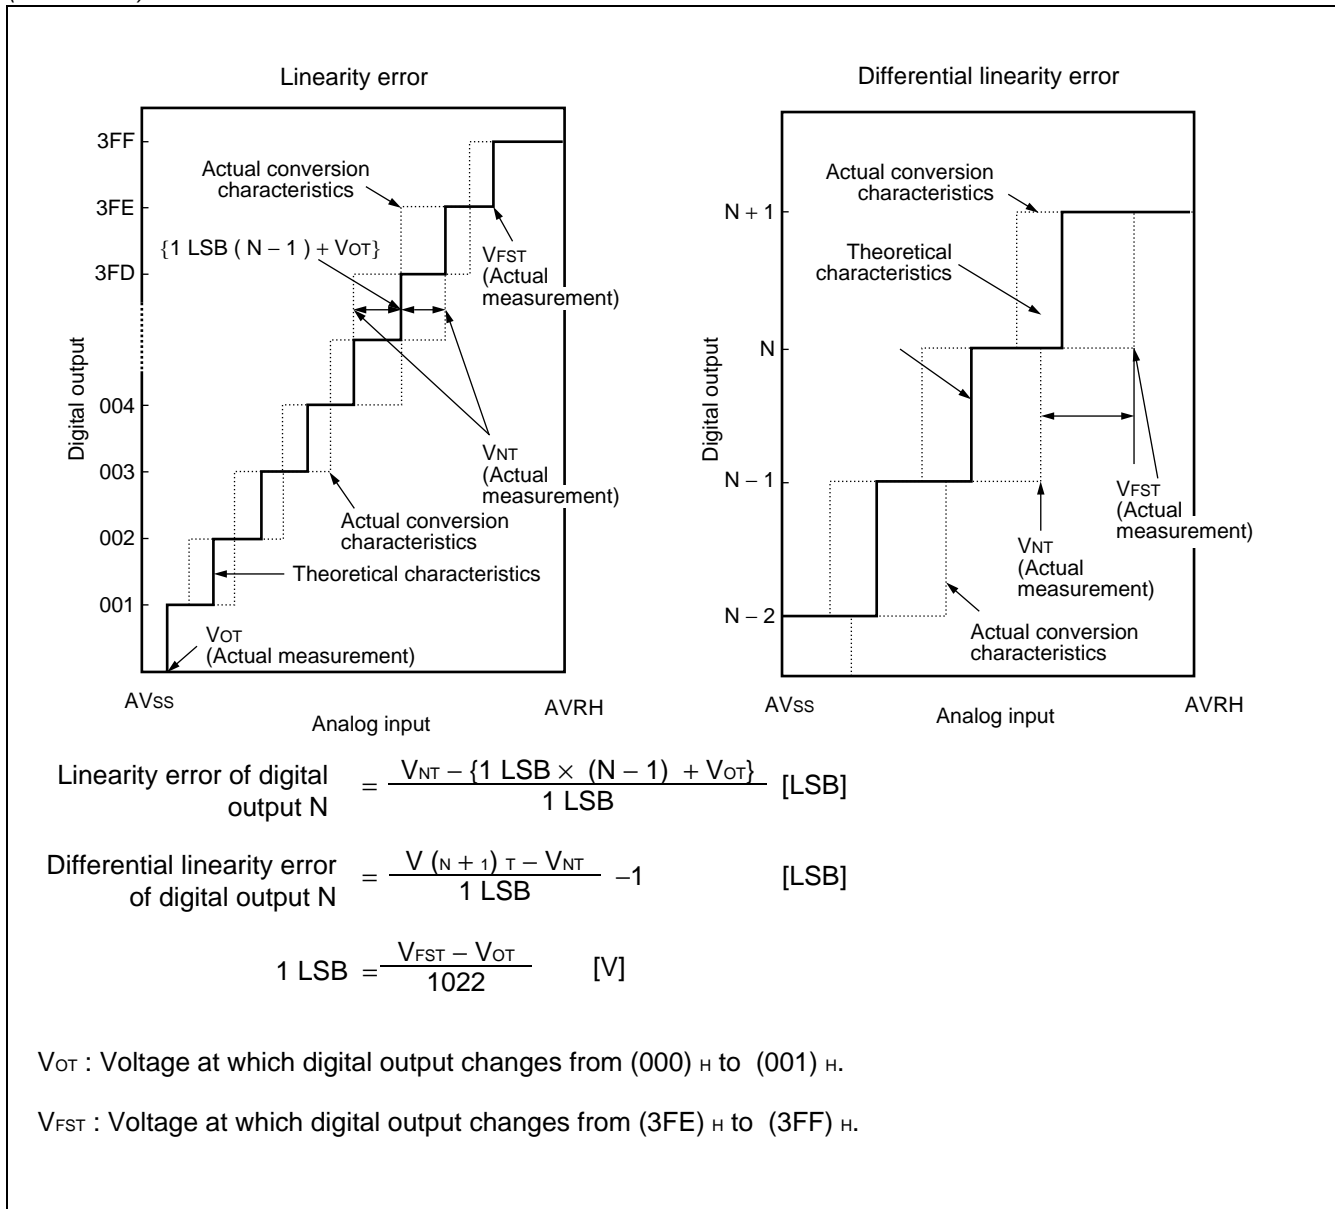 Linearity error
3FF
3FE
3FD
004
003
002
001
Digital output
Actual conversion
characteristics
{1 LSB ( N – 1 ) + VOT}
VFST
(Actual
measurement)
VNT
(Actual
measurement)
Actual conversion
characteristics
Theoretical characteristics
VOT
(Actual measurement)
AVSS
Analog input
AVRH
Differential linearity error
N + 1
N
N – 1
N – 2
Digital output
Actual conversion
characteristics
Theoretical
characteristics
VFST
(Actual
measurement)
VNT
(Actual
measurement)
Actual conversion
characteristics
AVSS
Analog input
AVRH
Linearity error of digital
output N
= VNT – {1 LSB × (N – 1) + VOT}
1 LSB
[LSB]
Differential linearity error
of digital output N
= V (N + 1) T – VNT
1 LSB
–1
[LSB]
1 LSB = VFST – VOT
1022
[V]
VOT : Voltage at which digital output changes from (000) H to (001) H.
VFST : Voltage at which digital output changes from (3FE) H to (3FF) H.